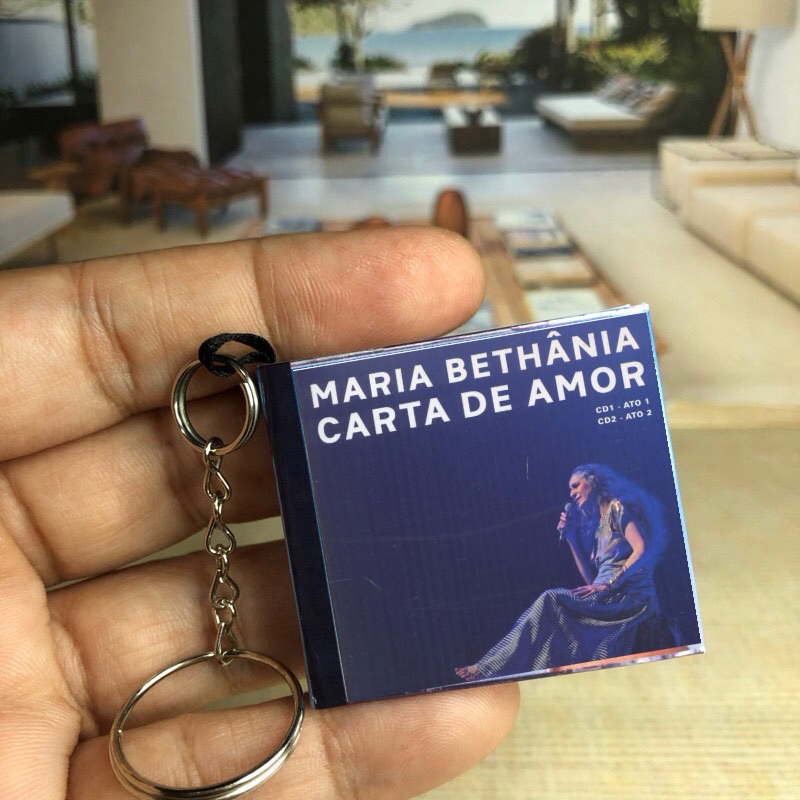 MARIA BETHÂNIA
CARTA DE AMOR
CD1 - ATO 1
CD2 - ATO 2